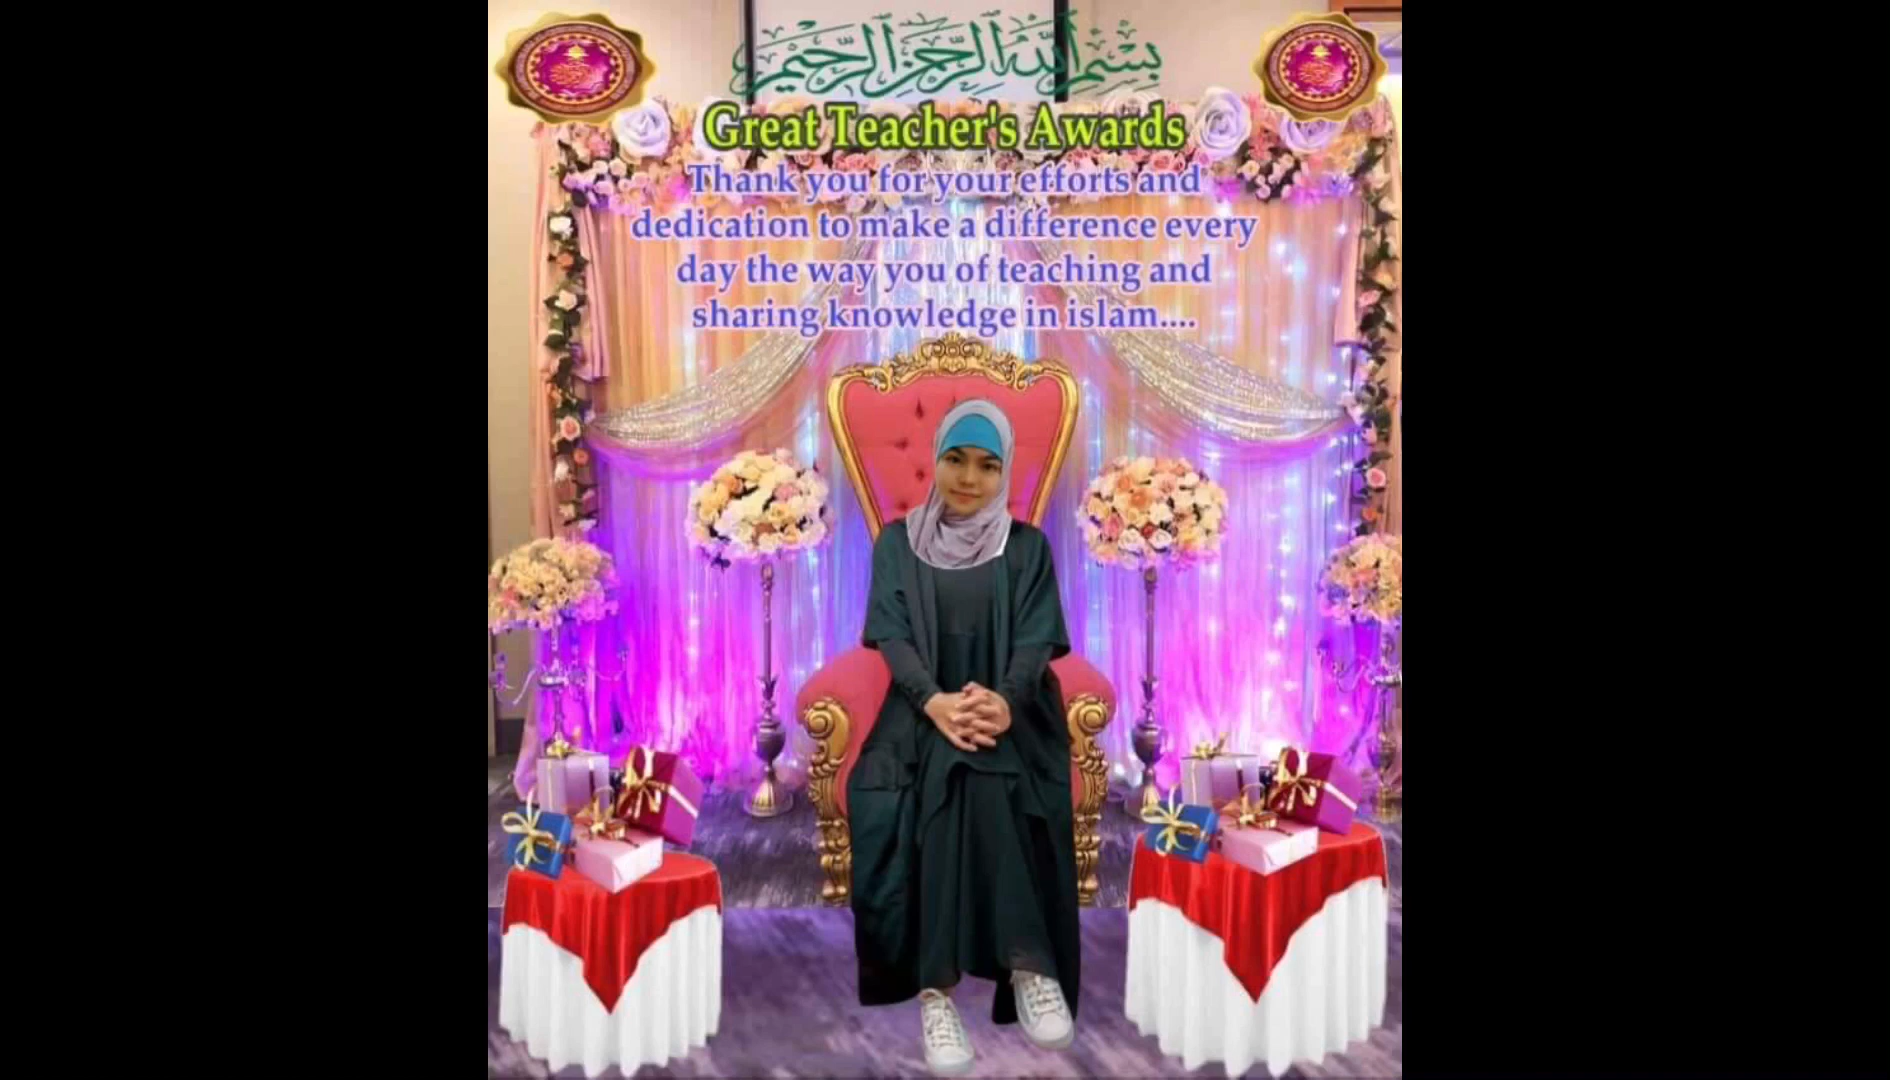 بسم الله الرحمن الرحيم
Great Teacher's Awards
Thank you for your efforts and
dedication to make a difference every
day the way you of teaching and
sharing knowledge in islam....